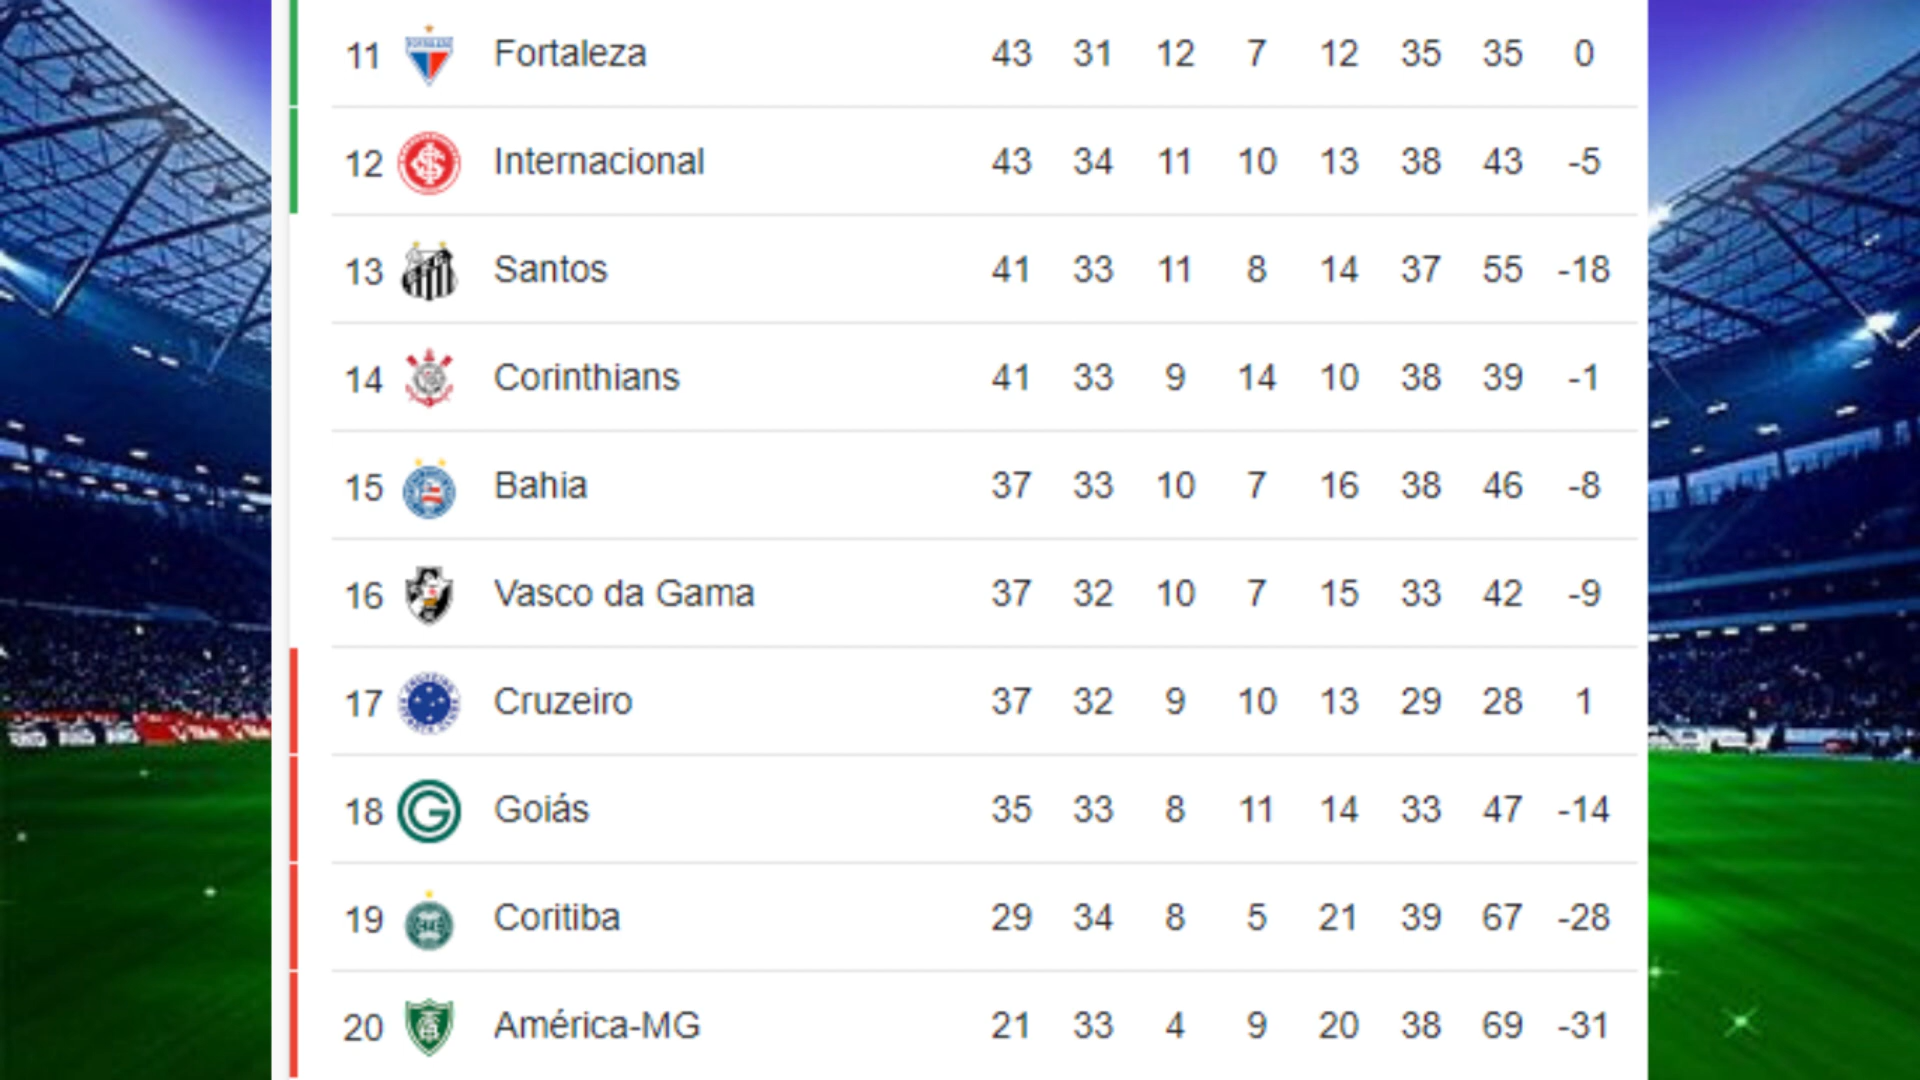 11 Fortaleza 43 31 12 7 12 35 35 0
12 Internacional 43 34 11 10 13 38 43 -5
13 Santos 41 33 11 8 14 37 55 -18
14 Corinthians 41 33 9 14 10 38 39 -1
15 Bahia 37 33 10 7 16 38 46 -8
16 Vasco da Gama 37 32 10 7 15 33 42 -9
17 Cruzeiro 37 32 9 10 13 29 28 1
18 Goiás 35 33 8 11 14 33 47 -14
19 Coritiba 29 34 8 5 21 39 67 -28
20 América-MG 21 33 4 9 20 38 69 -31